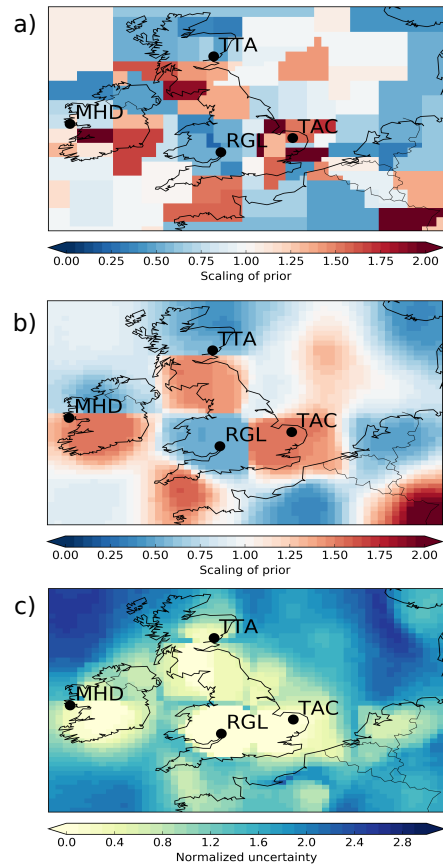 a)
TTA
MHD
RGL
TAC
0.00 0.25 0.50 0.75 1.00 1.25 1.50 1.75 2.00
Scaling of prior
b)
TTA
MHD
RGL
TAC
0.00 0.25 0.50 0.75 1.00 1.25 1.50 1.75 2.00
Scaling of prior
c)
TTA
MHD
RGL
TAC
0.0 0.4 0.8 1.2 1.6 2.0 2.4 2.8
Normalized uncertainty